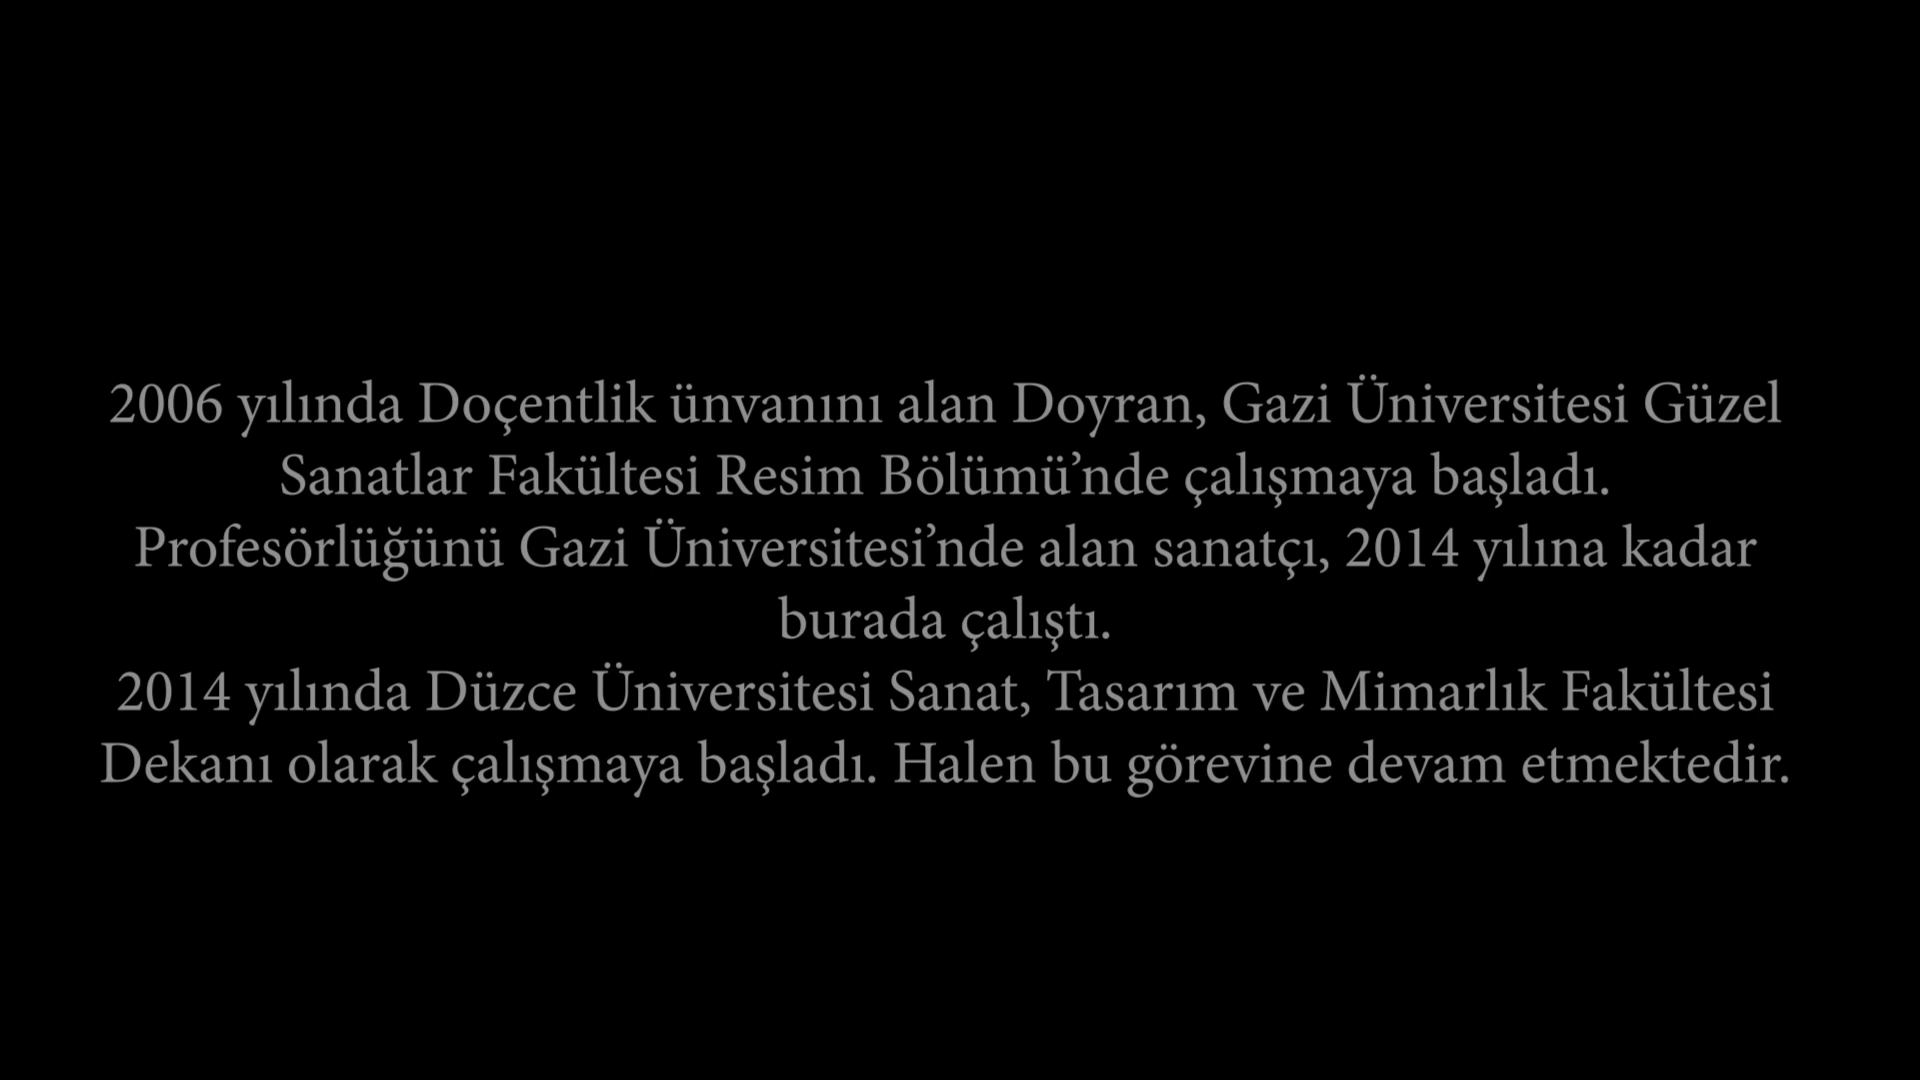 2006 yılında Doçentlik ünvanını alan Doyran, Gazi Üniversitesi Güzel
Sanatlar Fakültesi Resim Bölümü’nde çalışmaya başladı.
Profesörlüğünü Gazi Üniversitesi’nde alan sanatçı, 2014 yılına kadar
burada çalıştı.
2014 yılında Düzce Üniversitesi Sanat, Tasarım ve Mimarlık Fakültesi
Dekanı olarak çalışmaya başladı. Halen bu görevine devam etmektedir.